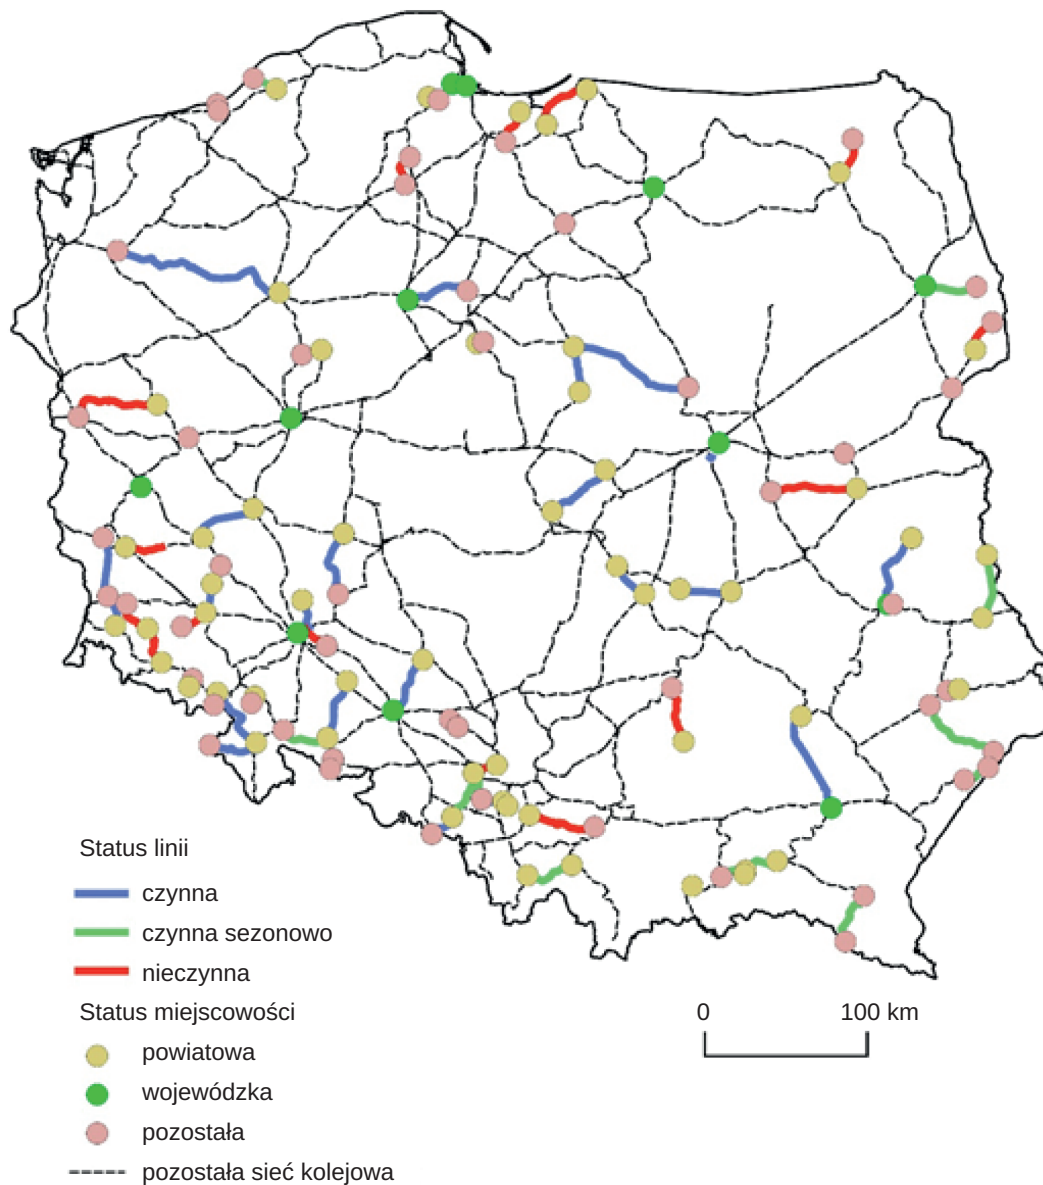 Status linii
czynna
czynna sezonowo
nieczynna
Status miejscowości
powiatowa
wojewódzka
pozostała
pozostała sieć kolejowa
0 100 km